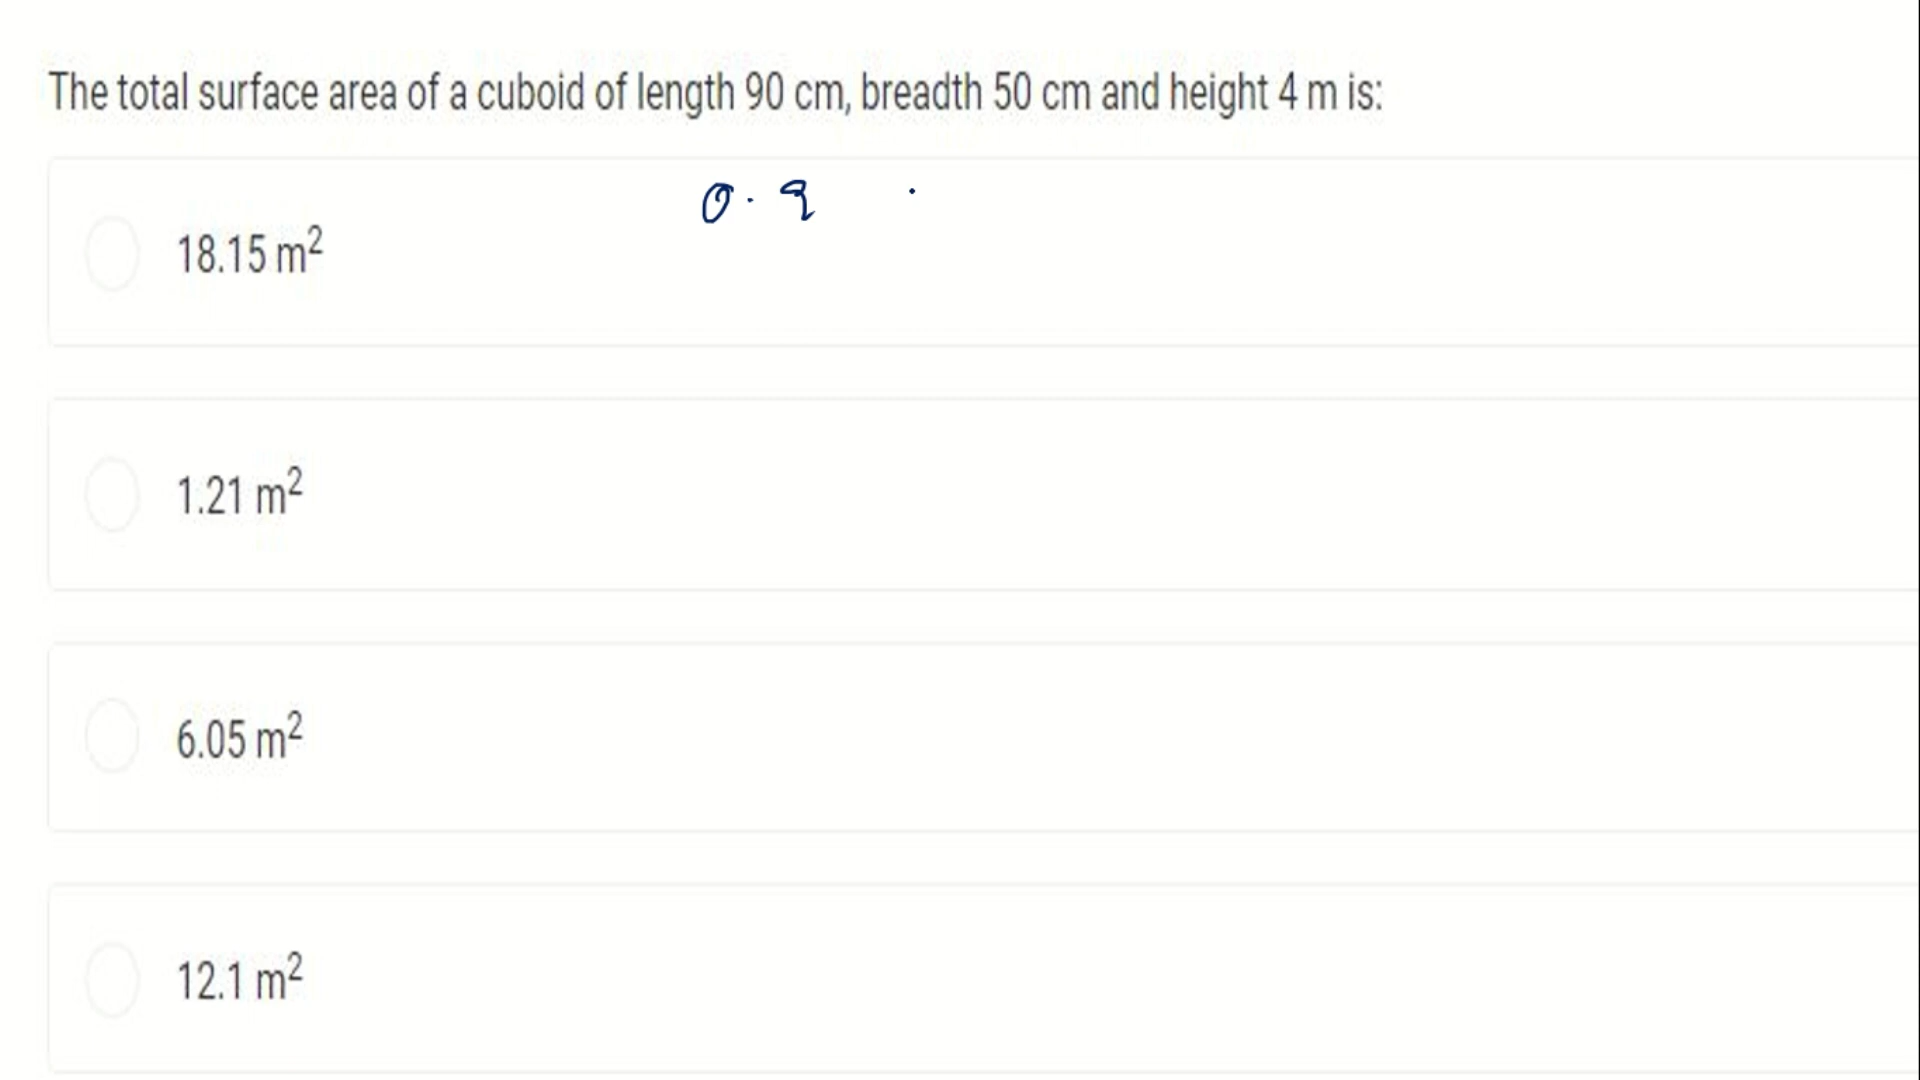 The total surface area of a cuboid of length 90 cm, breadth 50 cm and height 4 m is:
0.9 .
18.15 m²
1.21 m²
6.05 m²
12.1 m²